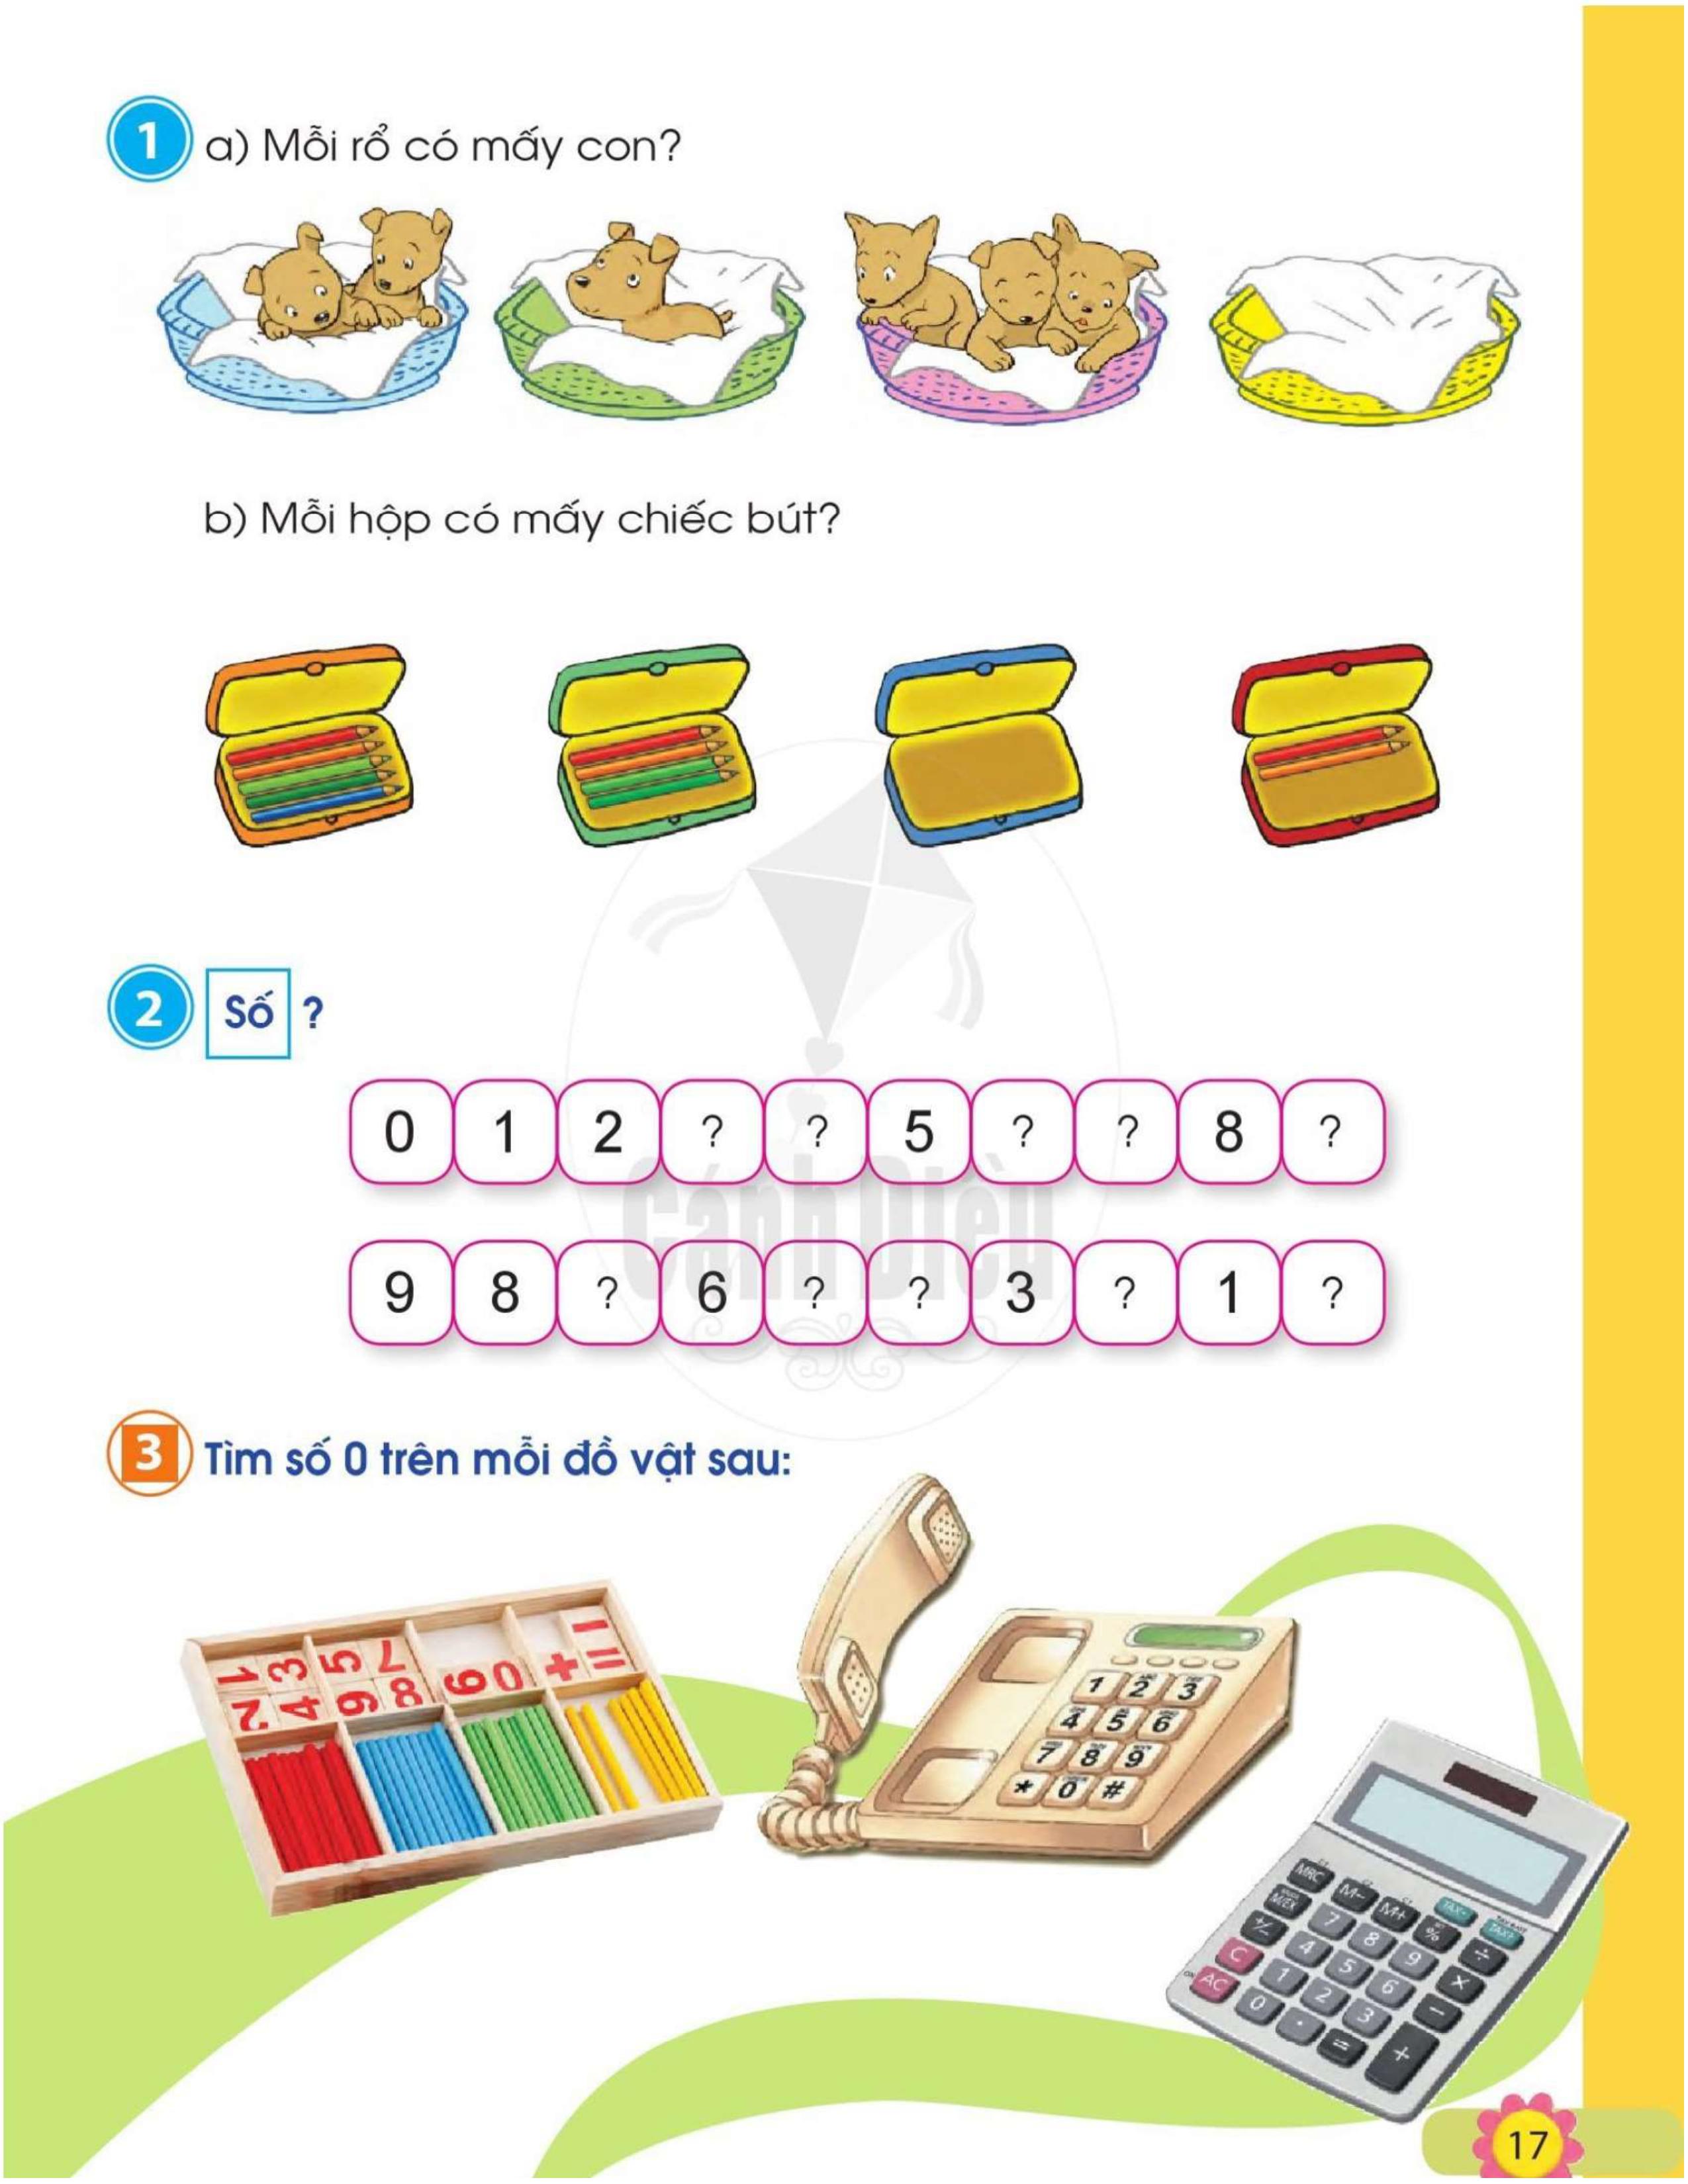 1 a) Mỗi rổ có mấy con?
b) Mỗi hộp có mấy chiếc bút?
2 Số ?
0 1 2 ? ? 5 ? ? 8 ?
Cánh Diều
9 8 ? 6 ? ? 3 ? 1 ?
3 Tìm số 0 trên mỗi đồ vật sau:
1 3 5 7
2 4 6 8 9 0 + =
1 2 3
4 5 6
7 8 9
* 0 #
MRC M- M+ TAX- TAX+
M/EX 7 8 % ÷
+/- 4 5 9 ×
C 1 2 6 −
AC 0 · 3 +
=
17